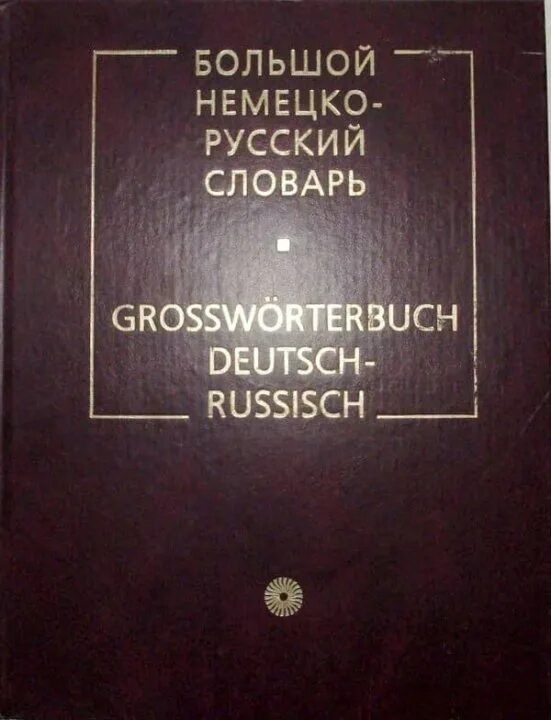 БОЛЬШОЙ
НЕМЕЦКО-
РУССКИЙ
СЛОВАРЬ
GROSSWÖRTERBUCH
DEUTSCH-
RUSSISCH